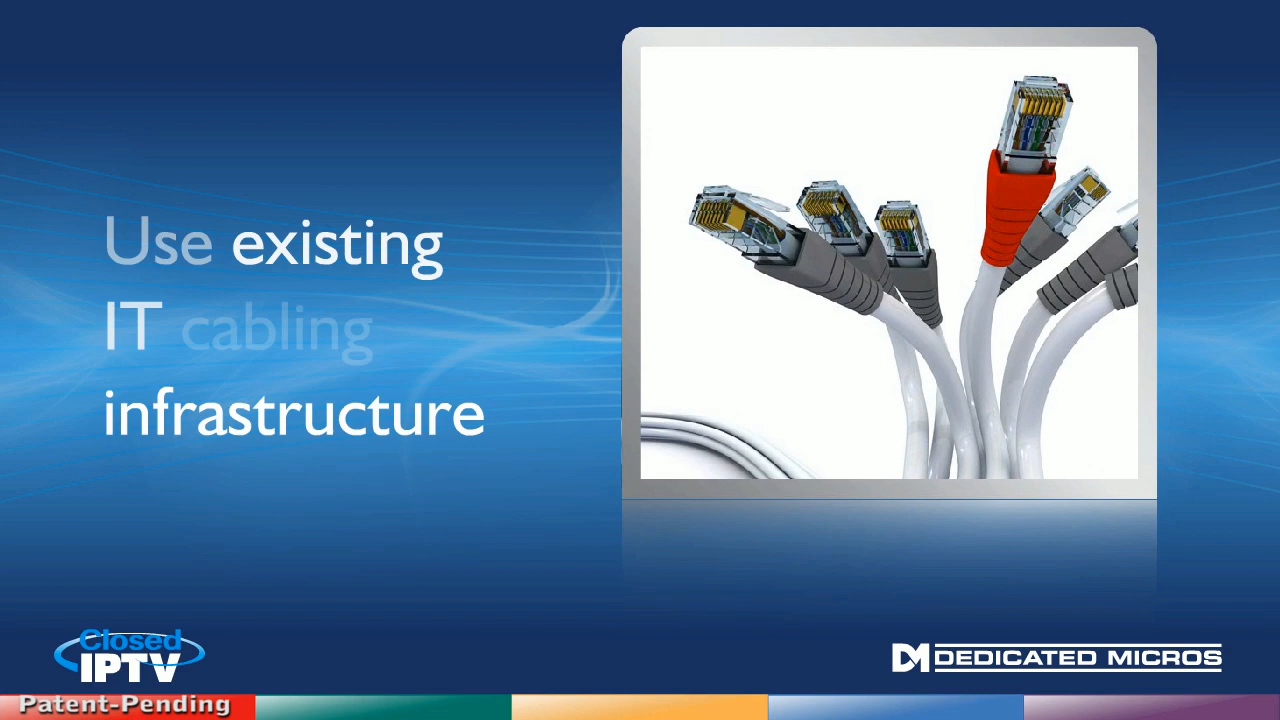 Use existing
IT cabling
infrastructure
Closed
IPTV
DEDICATED MICROS
Patent-Pending